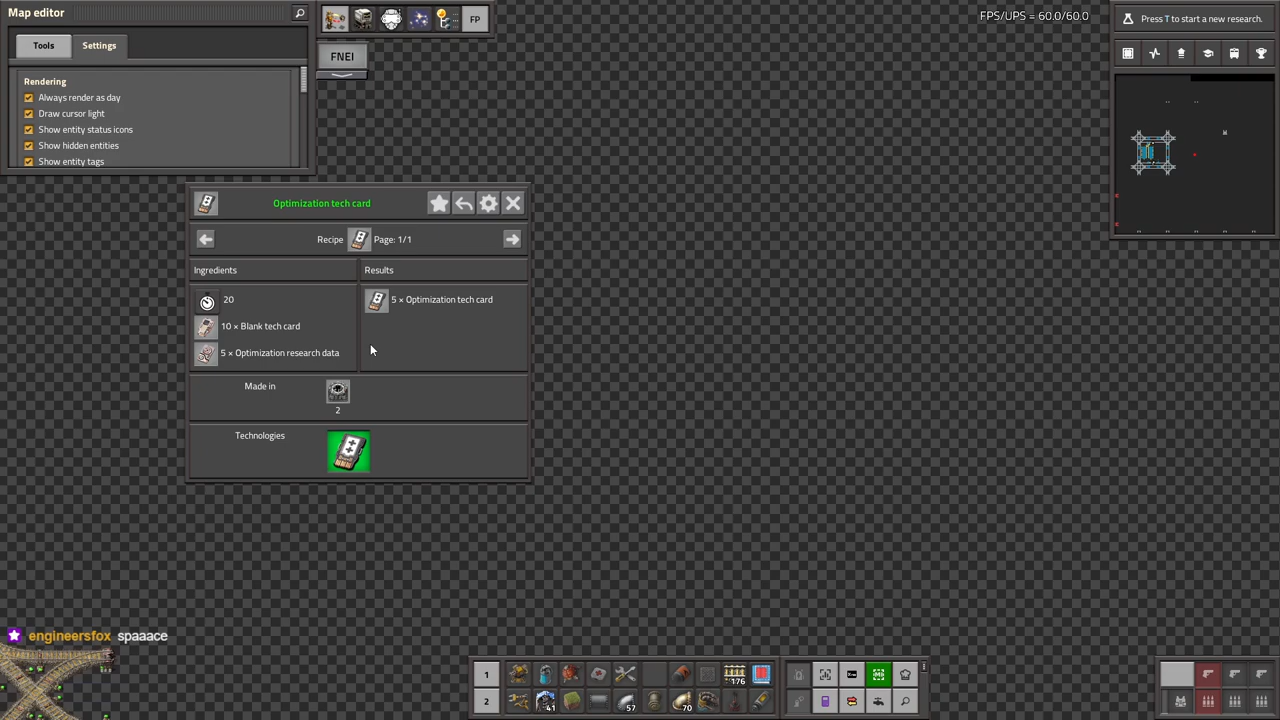 Map editor
Tools
Settings
Rendering
Always render as day
Draw cursor light
Show entity status icons
Show hidden entities
Show entity tags
FP
FNEI
FPS/UPS = 60.0/60.0
Press T to start a new research.
Optimization tech card
Recipe
Page: 1/1
Ingredients
Results
20
10 × Blank tech card
5 × Optimization research data
5 × Optimization tech card
Made in
2
Technologies
engineersfox spaaace
1
176
2
41
57
70